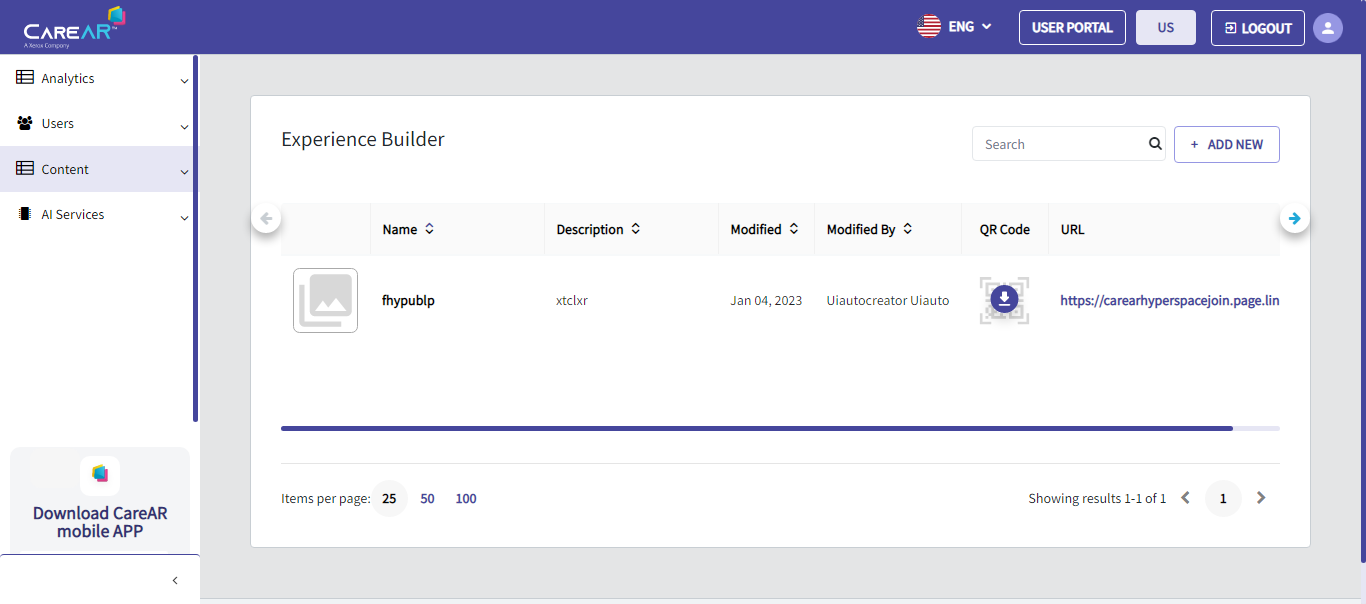 CAREAR™
A Xerox Company
ENG
USER PORTAL
US
LOGOUT
Analytics
Users
Content
AI Services
Download CareAR
mobile APP
Experience Builder
Search
+ ADD NEW
Name
Description
Modified
Modified By
QR Code
URL
fhypublp
xtclxr
Jan 04, 2023
Uiautocreator Uiauto
https://carearhyperspacejoin.page.lin
Items per page: 25 50 100
Showing results 1-1 of 1
1